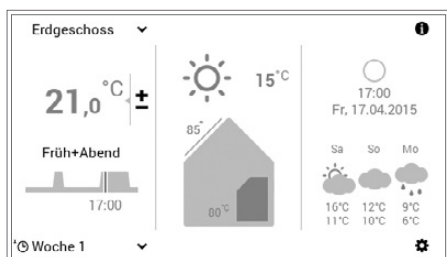 Erdgeschoss
21,0 °C ±
Früh+Abend
17:00
Woche 1
15°C
85°
80°C
17:00
Fr, 17.04.2015
Sa So Mo
16°C 12°C 9°C
11°C 10°C 6°C